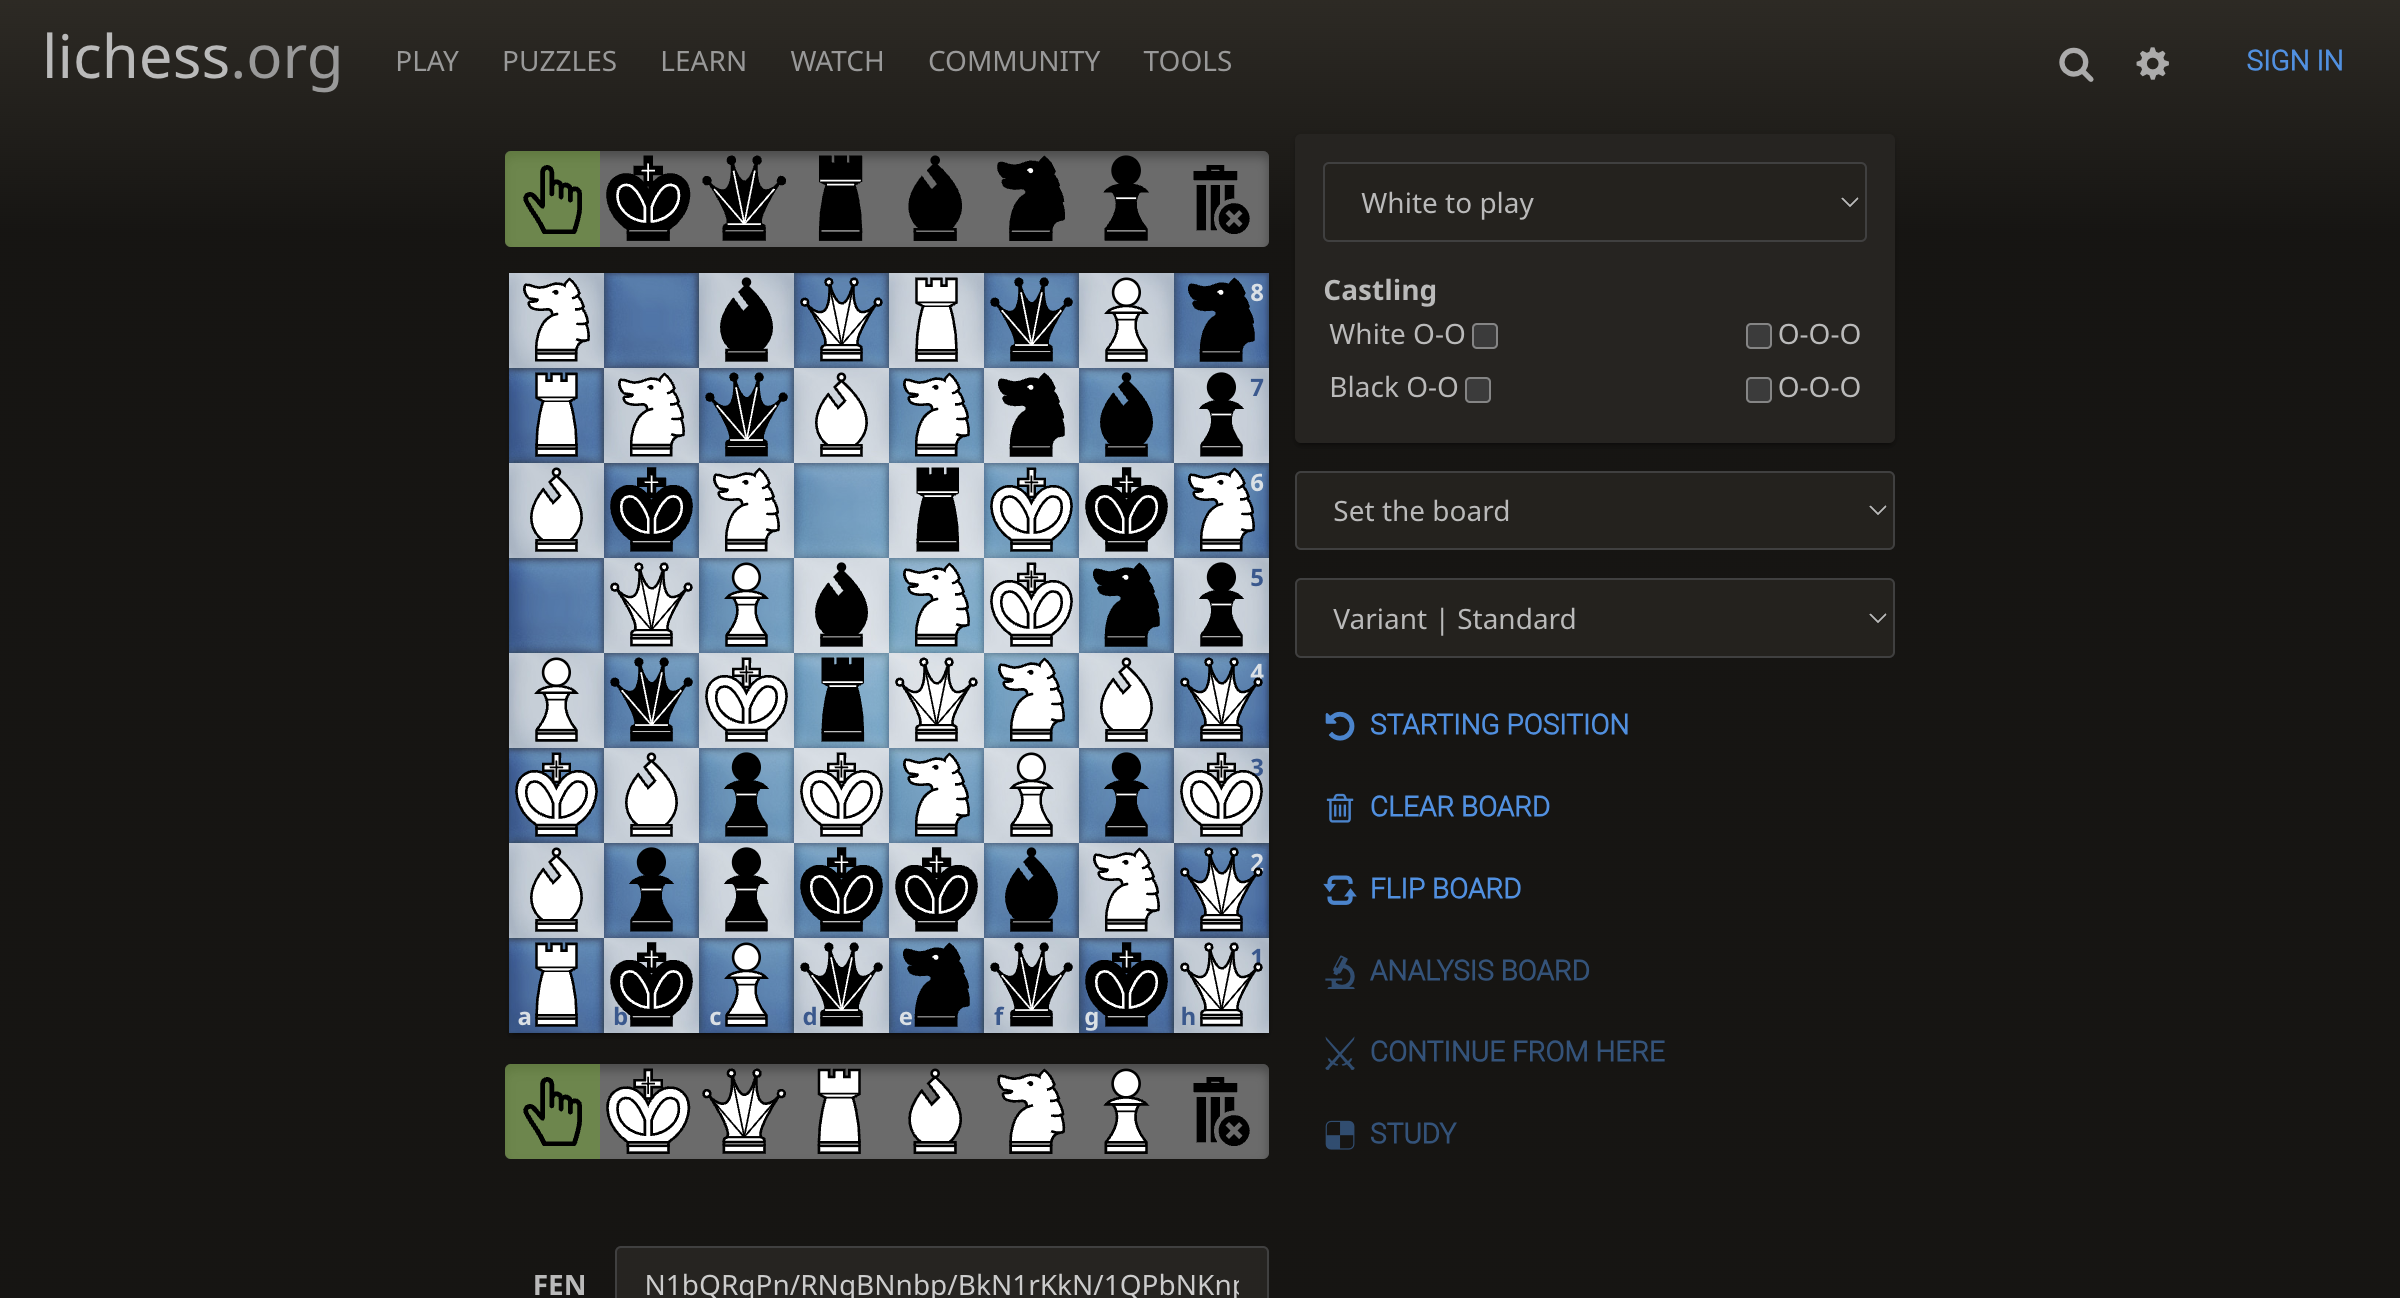 lichess.org PLAY PUZZLES LEARN WATCH COMMUNITY TOOLS SIGN IN
White to play
Castling
White O-O O-O-O
Black O-O O-O-O
Set the board
Variant | Standard
STARTING POSITION
CLEAR BOARD
FLIP BOARD
ANALYSIS BOARD
CONTINUE FROM HERE
STUDY
8
7
6
5
4
3
2
1
a b c d e f g h
FEN N1bQRqPn/RNqBNnbp/BkN1rKkN/1QPbNKnp